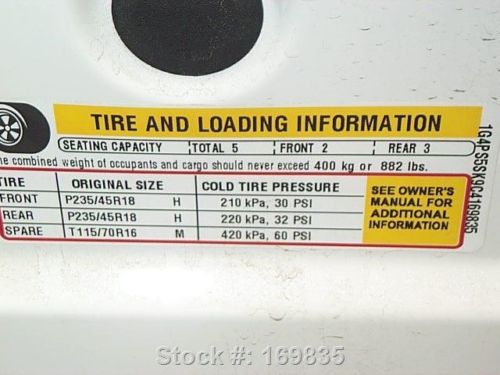 TIRE AND LOADING INFORMATION
SEATING CAPACITY TOTAL 5 FRONT 2 REAR 3
he combined weight of occupants and cargo should never exceed 400 kg or 882 lbs.
TIRE ORIGINAL SIZE COLD TIRE PRESSURE
FRONT P235/45R18 H 210 kPa, 30 PSI
REAR P235/45R18 H 220 kPa, 32 PSI
SPARE T115/70R16 M 420 kPa, 60 PSI
SEE OWNER'S
MANUAL FOR
ADDITIONAL
INFORMATION
Stock #: 169835